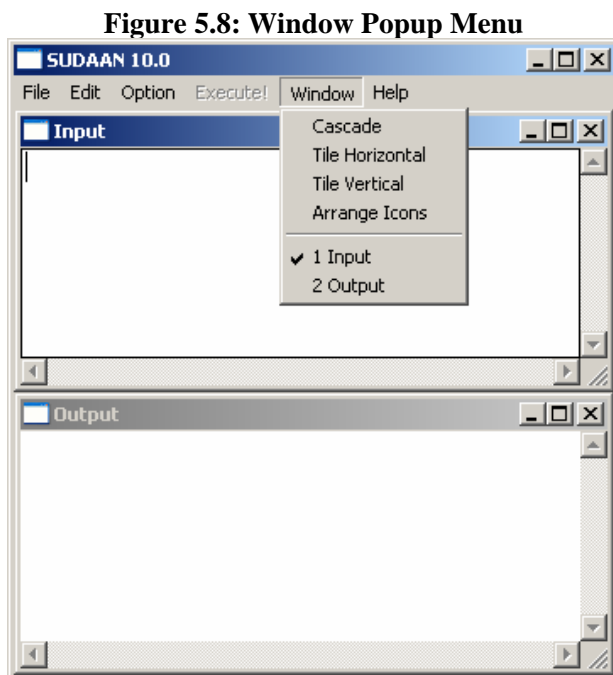 Figure 5.8: Window Popup Menu
SUDAAN 10.0
File Edit Option Execute! Window Help
Input
Cascade
Tile Horizontal
Tile Vertical
Arrange Icons
1 Input
2 Output
Output